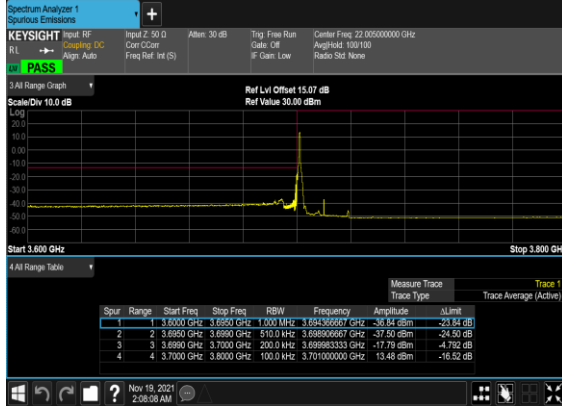 Spectrum Analyzer 1
Spurious Emissions
+
KEYSIGHT Input: RF Input Z: 50 Ω Atten: 30 dB Trig: Free Run Center Freq: 22.005000000 GHz
RL Coupling: DC Corr CCorr Gate: Off Avg|Hold: 100/100
Align: Auto Freq Ref: Int (S) IF Gain: Low Radio Std: None
PASS
3 All Range Graph
Ref Lvl Offset 15.07 dB
Scale/Div 10.0 dB Ref Value 30.00 dBm
Log
20.0
10.0
0.00
-10.0
-20.0
-30.0
-40.0
-50.0
-60.0
Start 3.600 GHz Stop 3.800 GH
4 All Range Table
Measure Trace Trace 1
Trace Type Trace Average (Active)
Spur Range Start Freq Stop Freq RBW Frequency Amplitude ΔLimit
1 1 3.6000 GHz 3.6950 GHz 1.000 MHz 3.694366667 GHz -36.84 dBm -23.84 dB
2 2 3.6950 GHz 3.6990 GHz 510.0 kHz 3.698906667 GHz -37.50 dBm -24.50 dB
3 3 3.6990 GHz 3.7000 GHz 200.0 kHz 3.699983333 GHz -17.79 dBm -4.792 dB
4 4 3.7000 GHz 3.8000 GHz 100.0 kHz 3.701000000 GHz 13.48 dBm -16.52 dB
? Nov 19, 2021
2:08:08 AM